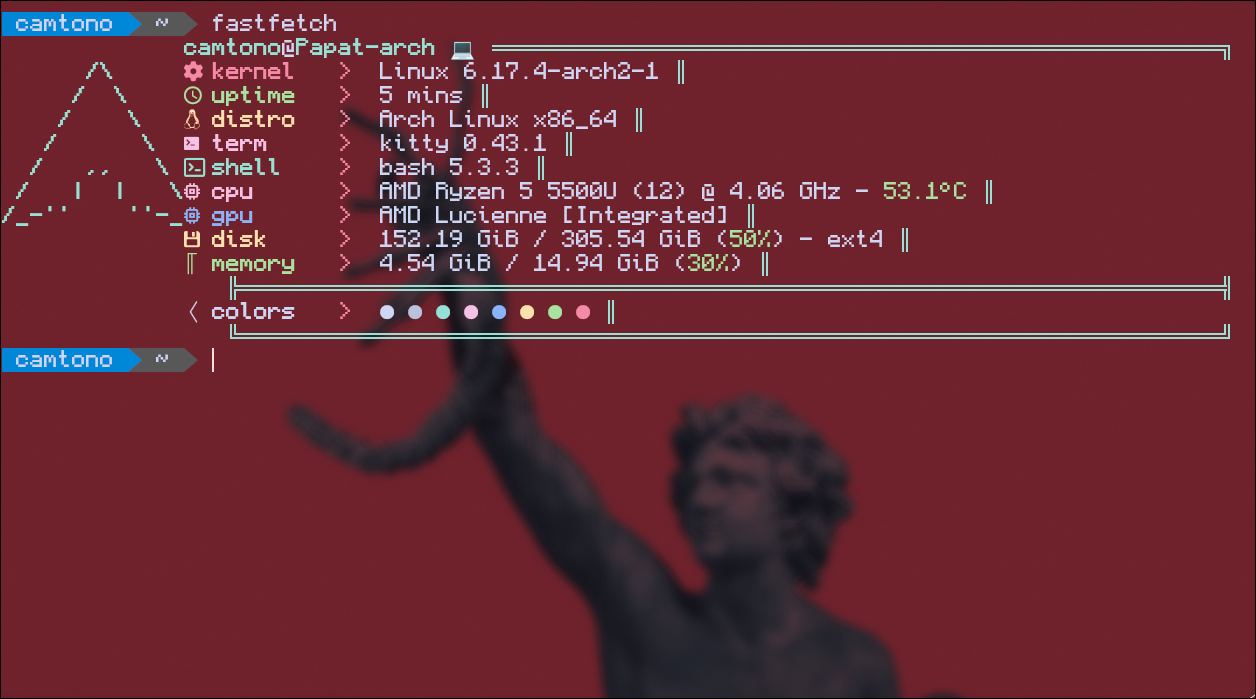 camtono ~ fastfetch
camtono@Papat-arch
kernel > Linux 6.17.4-arch2-1
uptime > 5 mins
distro > Arch Linux x86_64
term > kitty 0.43.1
shell > bash 5.3.3
cpu > AMD Ryzen 5 5500U (12) @ 4.06 GHz - 53.1°C
gpu > AMD Lucienne [Integrated]
disk > 152.19 GiB / 305.54 GiB (50%) - ext4
memory > 4.54 GiB / 14.94 GiB (30%)
colors >
camtono ~